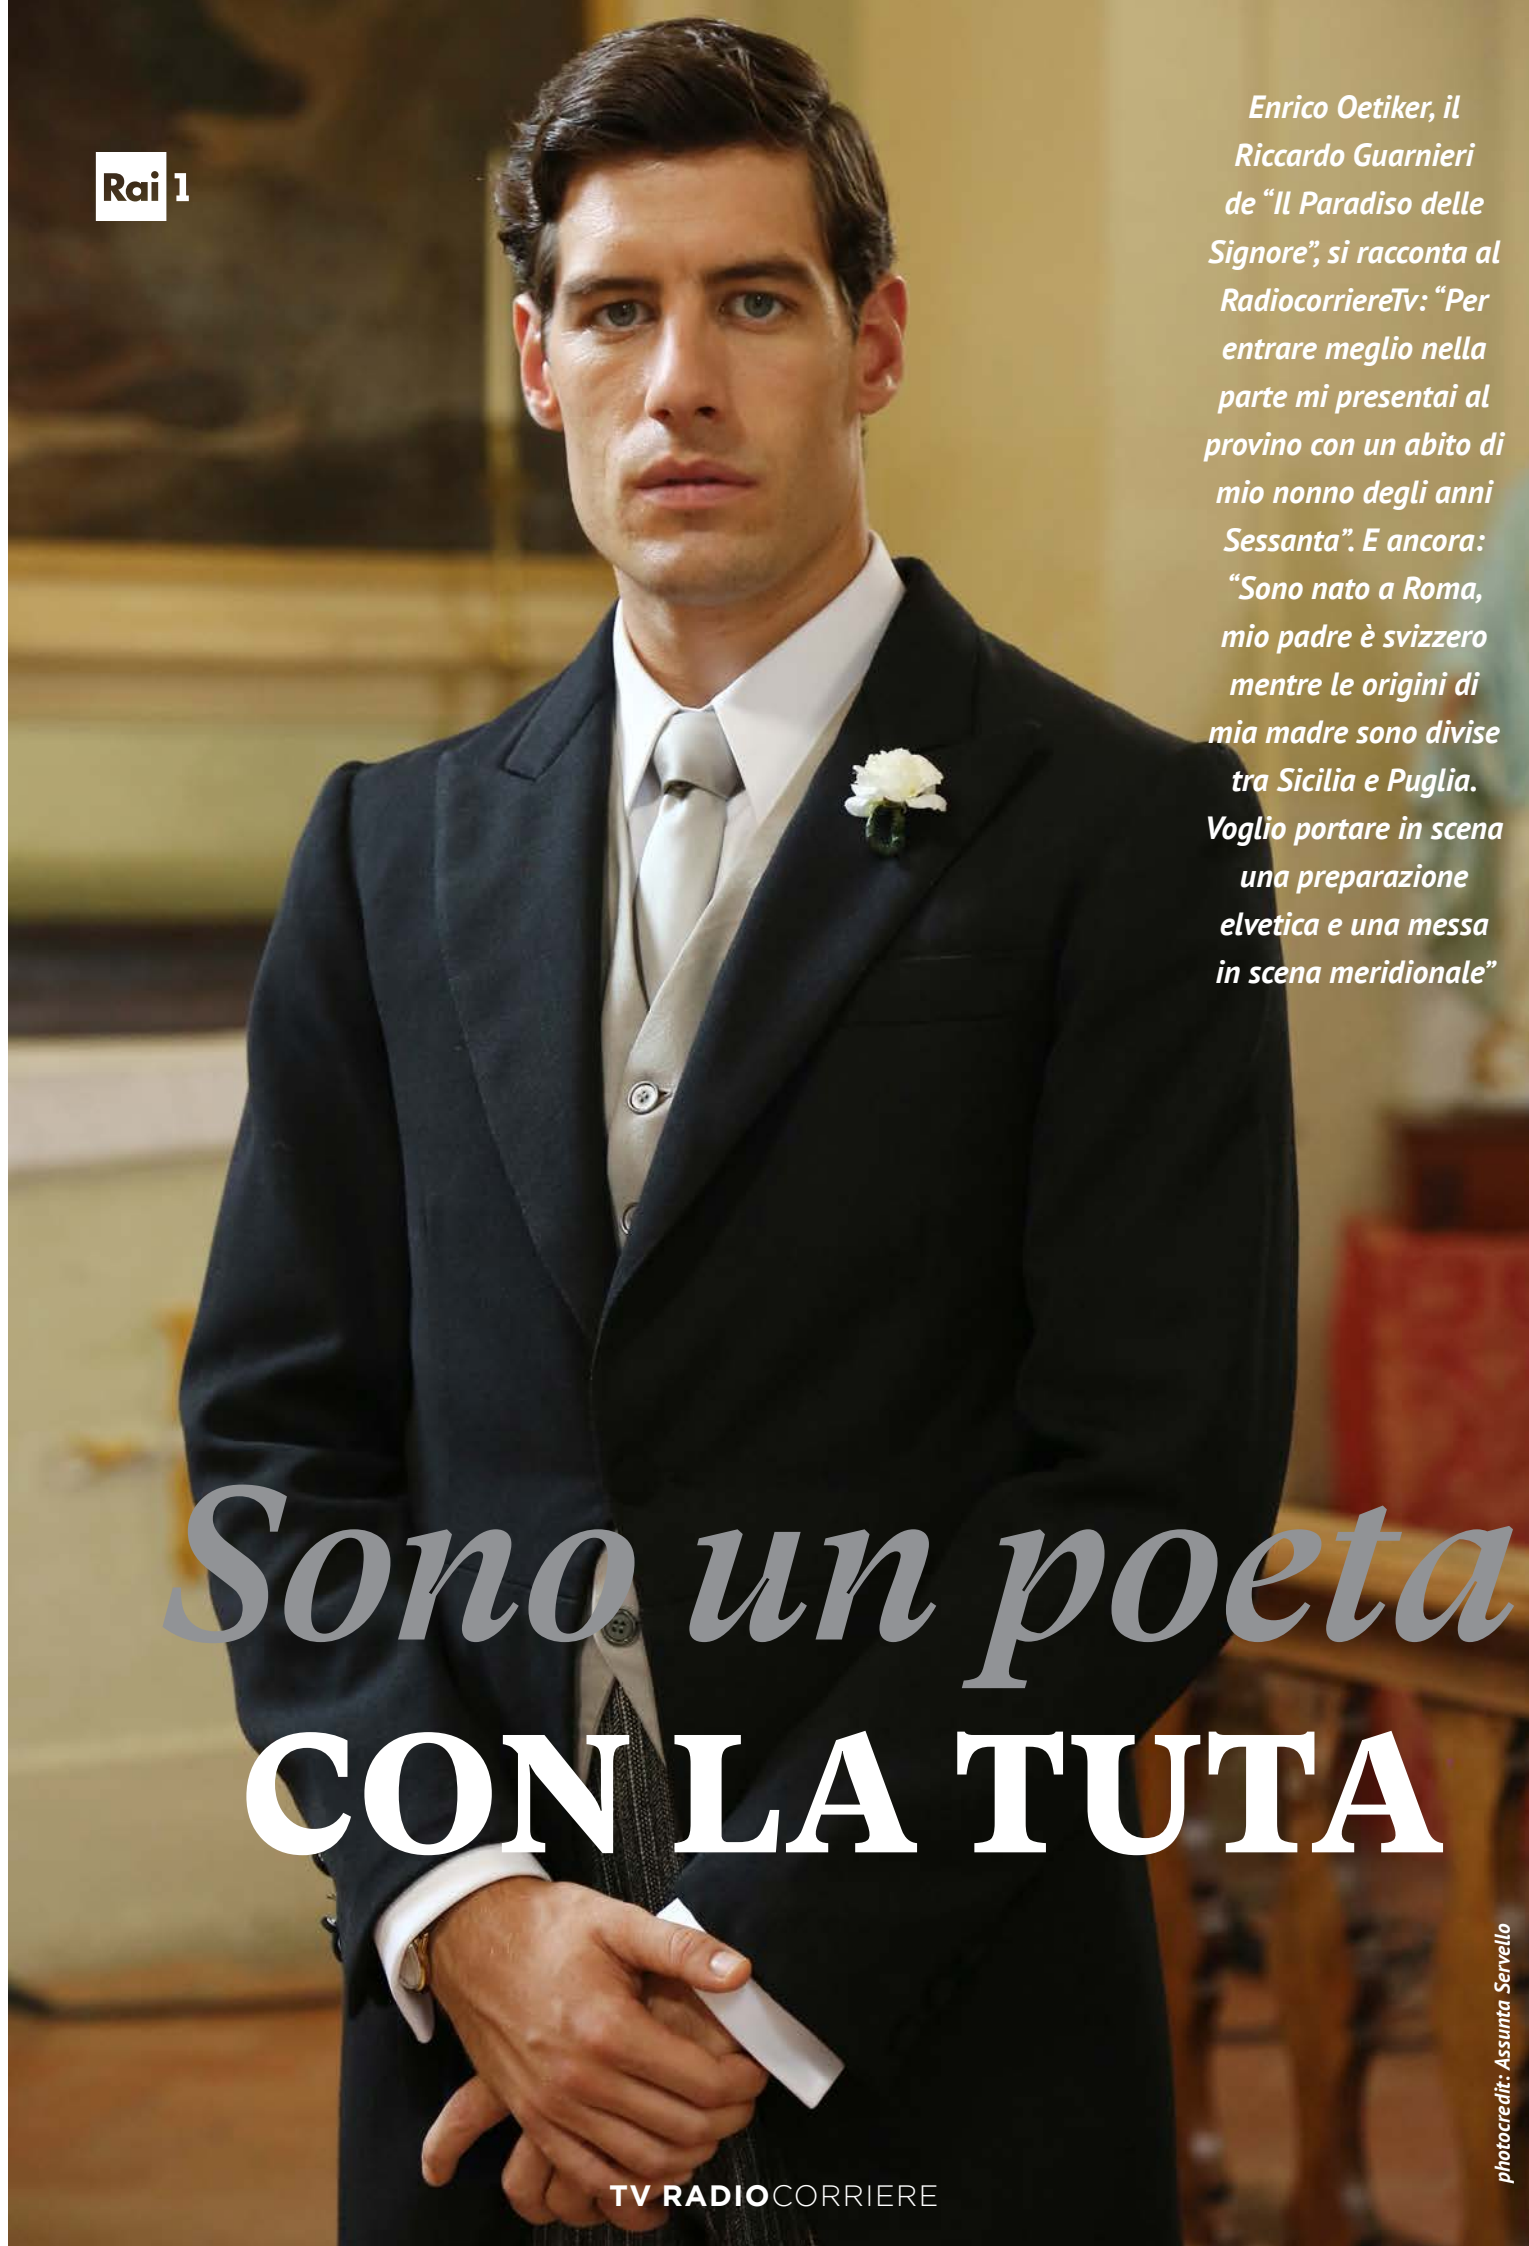 Rai 1
Enrico Oetiker, il
Riccardo Guarnieri
de “Il Paradiso delle
Signore”, si racconta al
RadiocorriereTv: “Per
entrare meglio nella
parte mi presentai al
provino con un abito di
mio nonno degli anni
Sessanta”. E ancora:
“Sono nato a Roma,
mio padre è svizzero
mentre le origini di
mia madre sono divise
tra Sicilia e Puglia.
Voglio portare in scena
una preparazione
elvetica e una messa
in scena meridionale”
Sono un poeta
CON LA TUTA
photocredit: Assunta Servello
TV RADIOCORRIERE